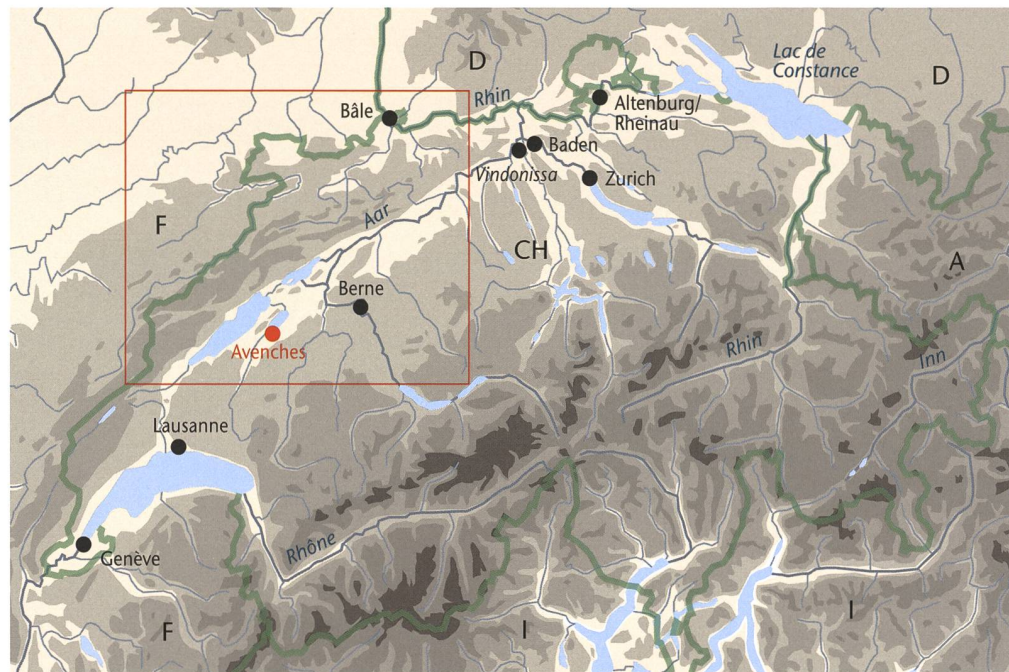 D
Lac de
Constance
D
Rhin
Bâle
Altenburg/
Rheinau
Baden
Vindonissa
Zurich
F
Aar
CH
A
Berne
Avenches
Rhin
Inn
Lausanne
Rhône
Genève
F
I
I